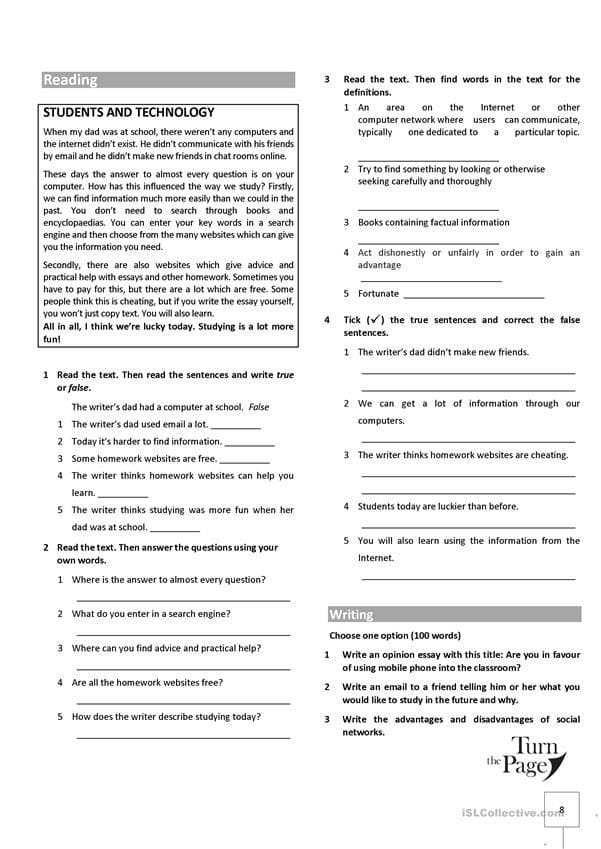 Reading
STUDENTS AND TECHNOLOGY
When my dad was at school, there weren't any computers and
the internet didn't exist. He didn't communicate with his friends
by email and he didn't make new friends in chat rooms online.
These days the answer to almost every question is on your
computer. How has this influenced the way we study? Firstly,
we can find information much more easily than we could in the
past. You don't need to search through books and
encyclopaedias. You can enter your key words in a search
engine and then choose from the many websites which can give
you the information you need.
Secondly, there are also websites which give advice and
practical help with essays and other homework. Sometimes you
have to pay for this, but there are a lot which are free. Some
people think this is cheating, but if you write the essay yourself,
you won't just copy text. You will also learn.
All in all, I think we're lucky today. Studying is a lot more
fun!
1 Read the text. Then read the sentences and write true
or false.
The writer's dad had a computer at school. False
1 The writer's dad used email a lot. __________
2 Today it's harder to find information. __________
3 Some homework websites are free. __________
4 The writer thinks homework websites can help you
learn. __________
5 The writer thinks studying was more fun when her
dad was at school. __________
2 Read the text. Then answer the questions using your
own words.
1 Where is the answer to almost every question?
2 What do you enter in a search engine?
3 Where can you find advice and practical help?
4 Are all the homework websites free?
5 How does the writer describe studying today?
3 Read the text. Then find words in the text for the
definitions.
1 An area on the Internet or other
computer network where users can communicate,
typically one dedicated to a particular topic.
2 Try to find something by looking or otherwise
seeking carefully and thoroughly
3 Books containing factual information
4 Act dishonestly or unfairly in order to gain an
advantage
5 Fortunate __________
4 Tick (✓) the true sentences and correct the false
sentences.
1 The writer's dad didn't make new friends.
2 We can get a lot of information through our
computers.
3 The writer thinks homework websites are cheating.
4 Students today are luckier than before.
5 You will also learn using the information from the
Internet.
Writing
Choose one option (100 words)
1 Write an opinion essay with this title: Are you in favour
of using mobile phone into the classroom?
2 Write an email to a friend telling him or her what you
would like to study in the future and why.
3 Write the advantages and disadvantages of social
networks.
Turn
the Page
8
iSLCollective.com